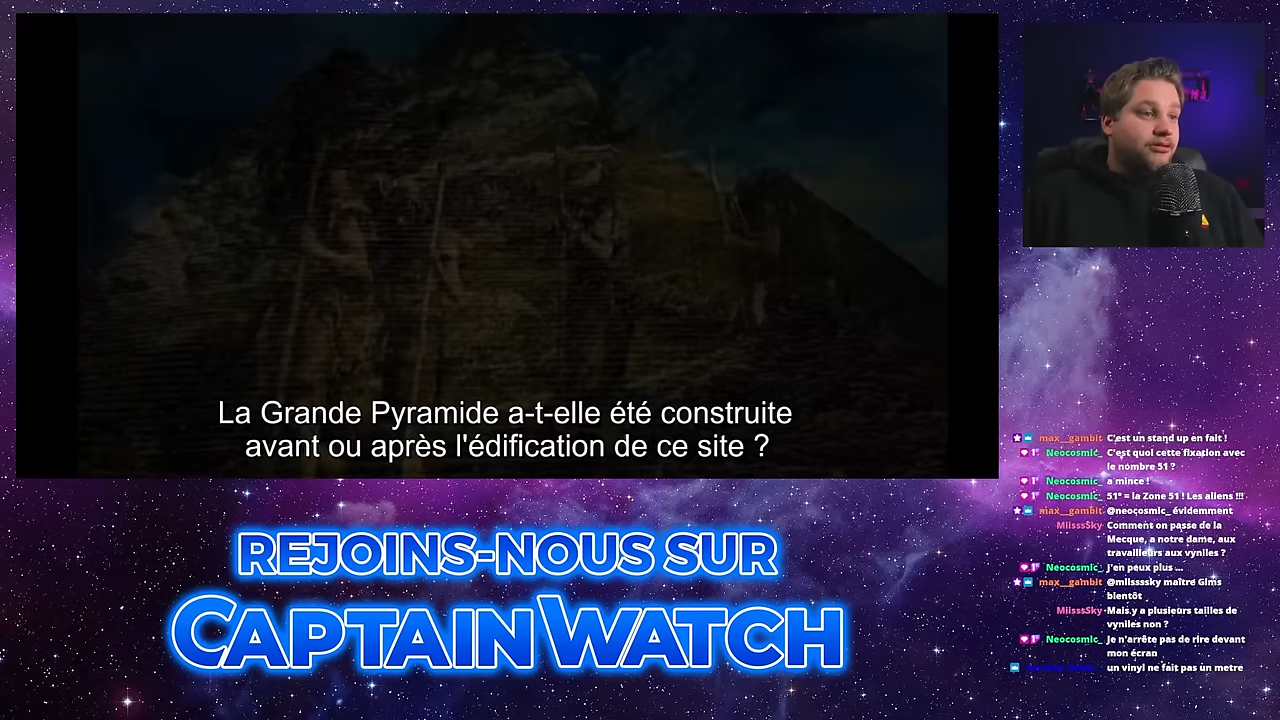 La Grande Pyramide a-t-elle été construite
avant ou après l'édification de ce site ?
max__gambit C'est un stand up en fait !
Neocosmic_ C'est quoi cette fixation avec
le nombre 51 ?
Neocosmic_ a mince !
Neocosmic_ 51° = la Zone 51 ! Les aliens !!!
max__gambit @neocosmic_ évidemment
MiisssSky Comment on passe de la
Mecque, a notre dame, aux
travailleurs aux vyniles ?
Neocosmic_ J'en peux plus ...
max__gambit @miissssky maître Gims
bientôt
MiisssSky Mais y a plusieurs tailles de
vyniles non ?
Neocosmic_ Je n'arrête pas de rire devant
mon écran
un vinyl ne fait pas un metre
REJOINS-NOUS SUR
CAPTAINWATCH